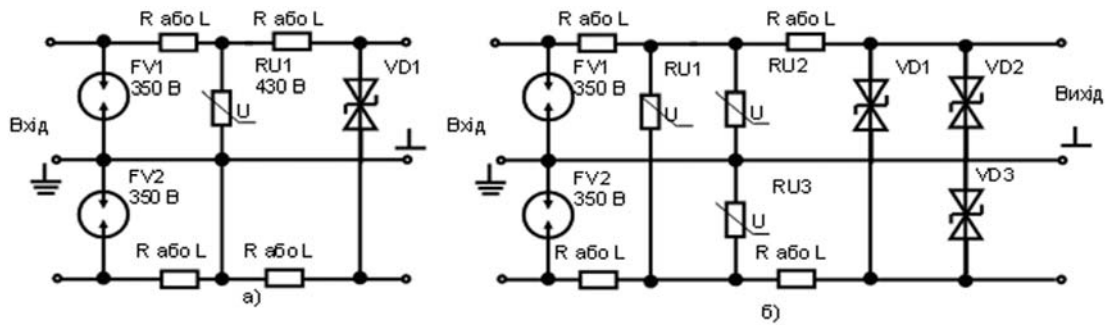 R або L
R або L
FV1
350 В
RU1
430 В
VD1
U
Вхід
FV2
350 В
R або L
R або L
а)
R або L
R або L
FV1
350 В
RU1
RU2
VD1
VD2
U
U
Вхід
Вихід
FV2
350 В
RU3
VD3
U
R або L
R або L
б)